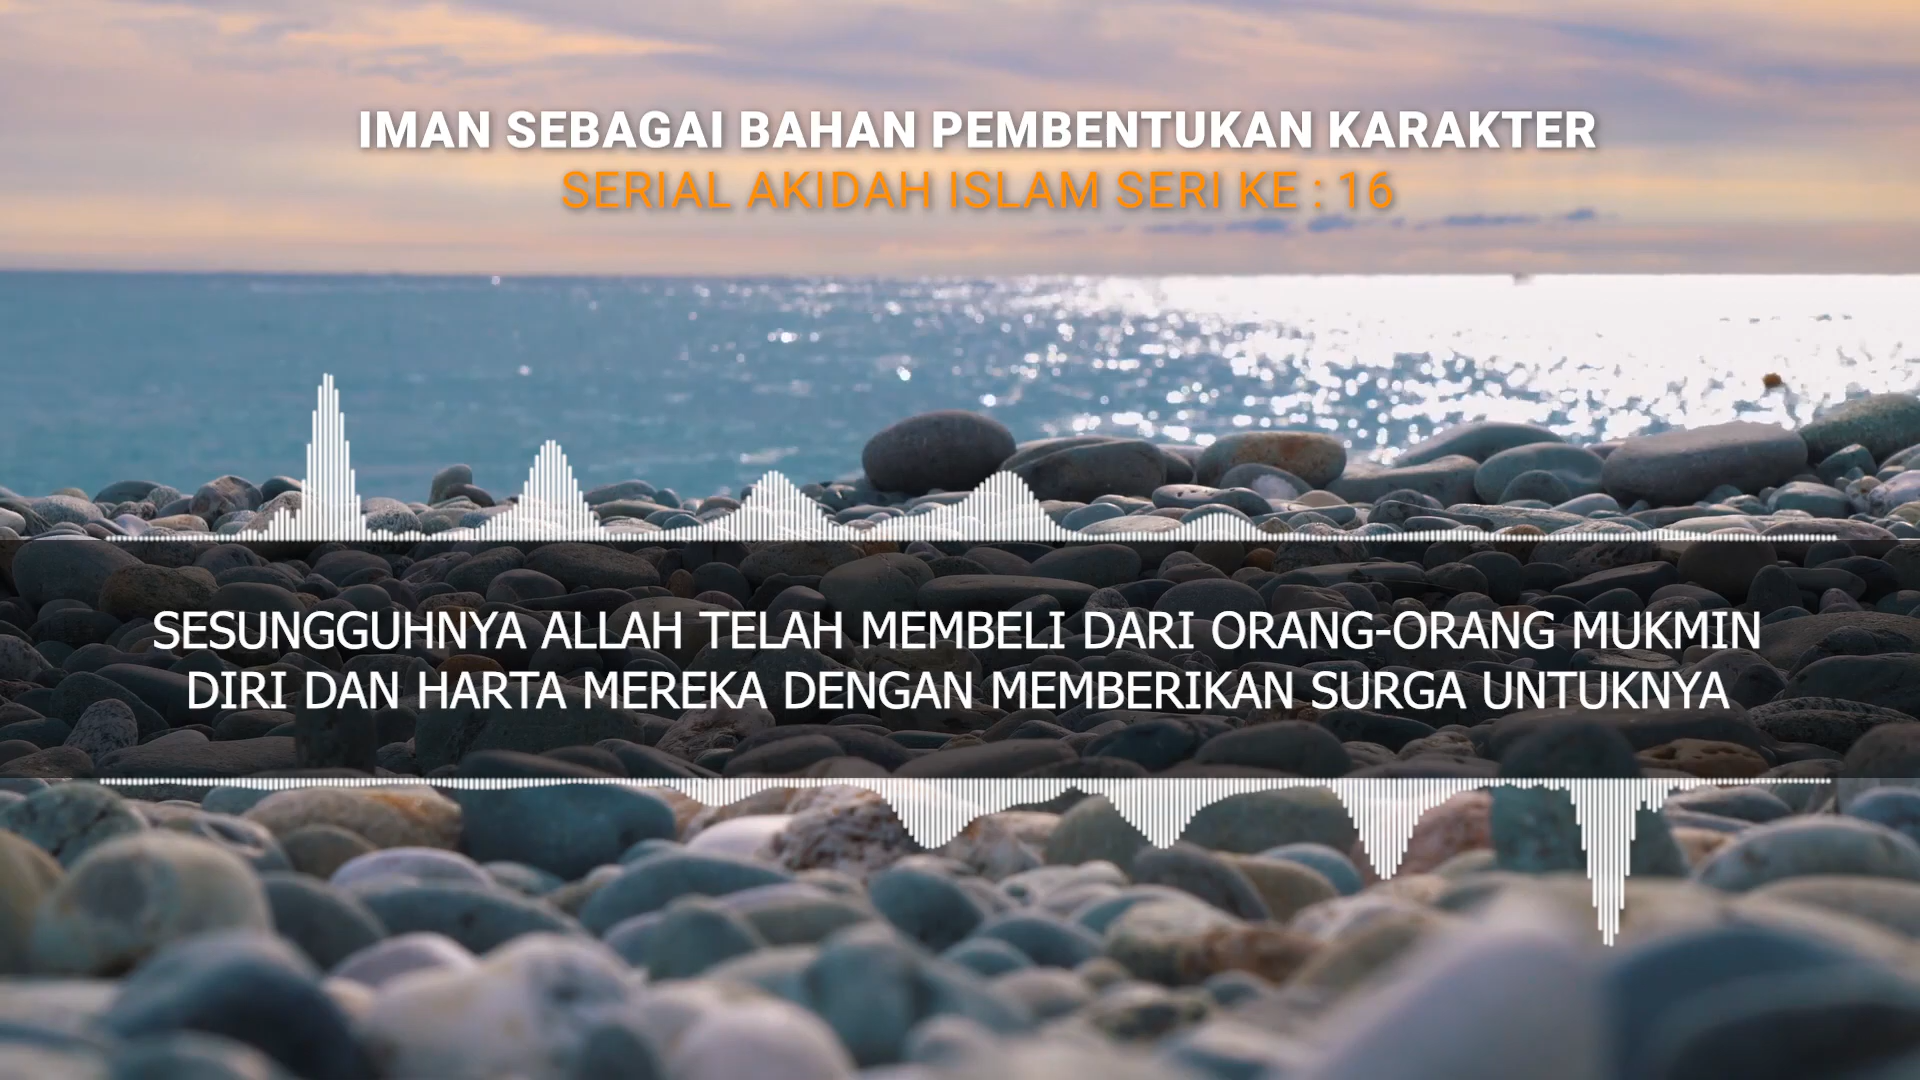 IMAN SEBAGAI BAHAN PEMBENTUKAN KARAKTER
SERIAL AKIDAH ISLAM SERI KE : 16
SESUNGGUHNYA ALLAH TELAH MEMBELI DARI ORANG-ORANG MUKMIN
DIRI DAN HARTA MEREKA DENGAN MEMBERIKAN SURGA UNTUKNYA